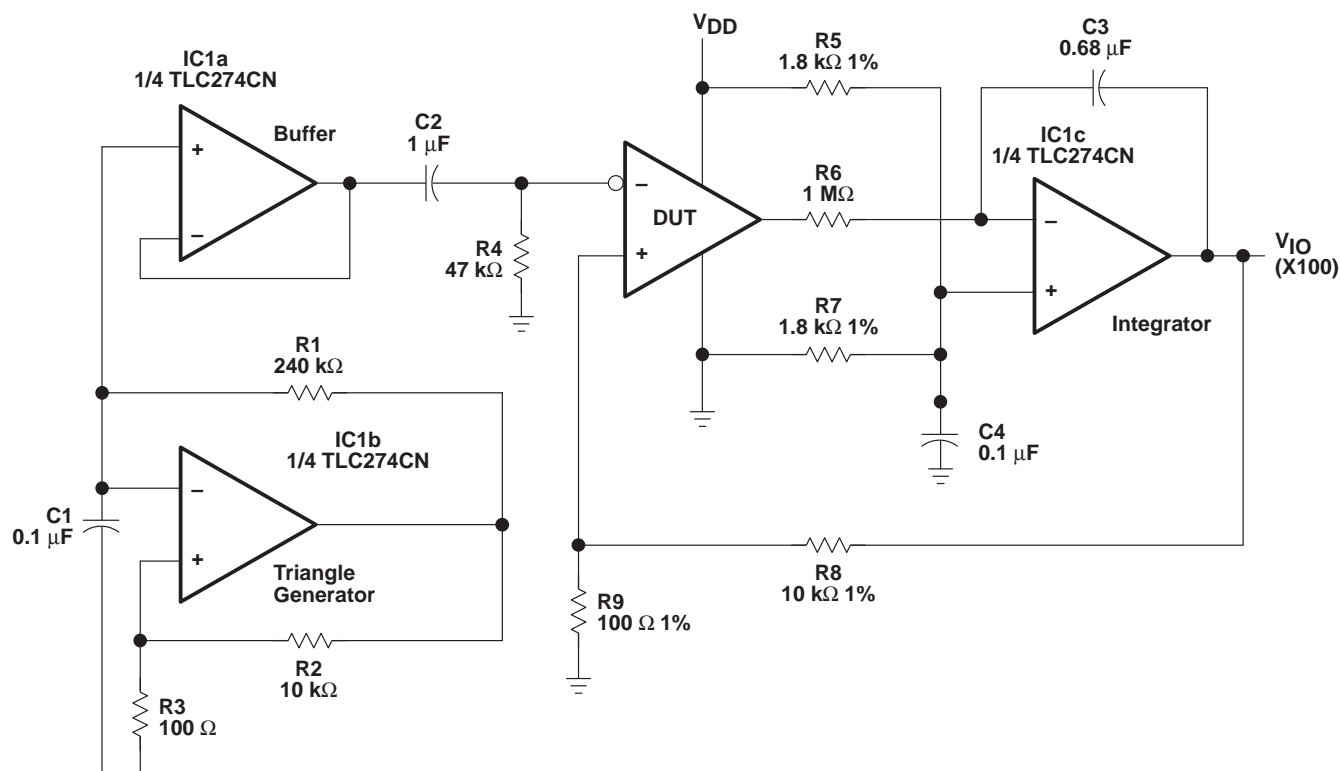 IC1a
1/4 TLC274CN
Buffer
+
−
C2
1 µF
R4
47 kΩ
R1
240 kΩ
IC1b
1/4 TLC274CN
−
+
Triangle
Generator
C1
0.1 µF
R2
10 kΩ
R3
100 Ω
VDD
R5
1.8 kΩ 1%
C3
0.68 µF
DUT
−
+
R6
1 MΩ
IC1c
1/4 TLC274CN
−
+
Integrator
VIO
(X100)
R7
1.8 kΩ 1%
C4
0.1 µF
R8
10 kΩ 1%
R9
100 Ω 1%